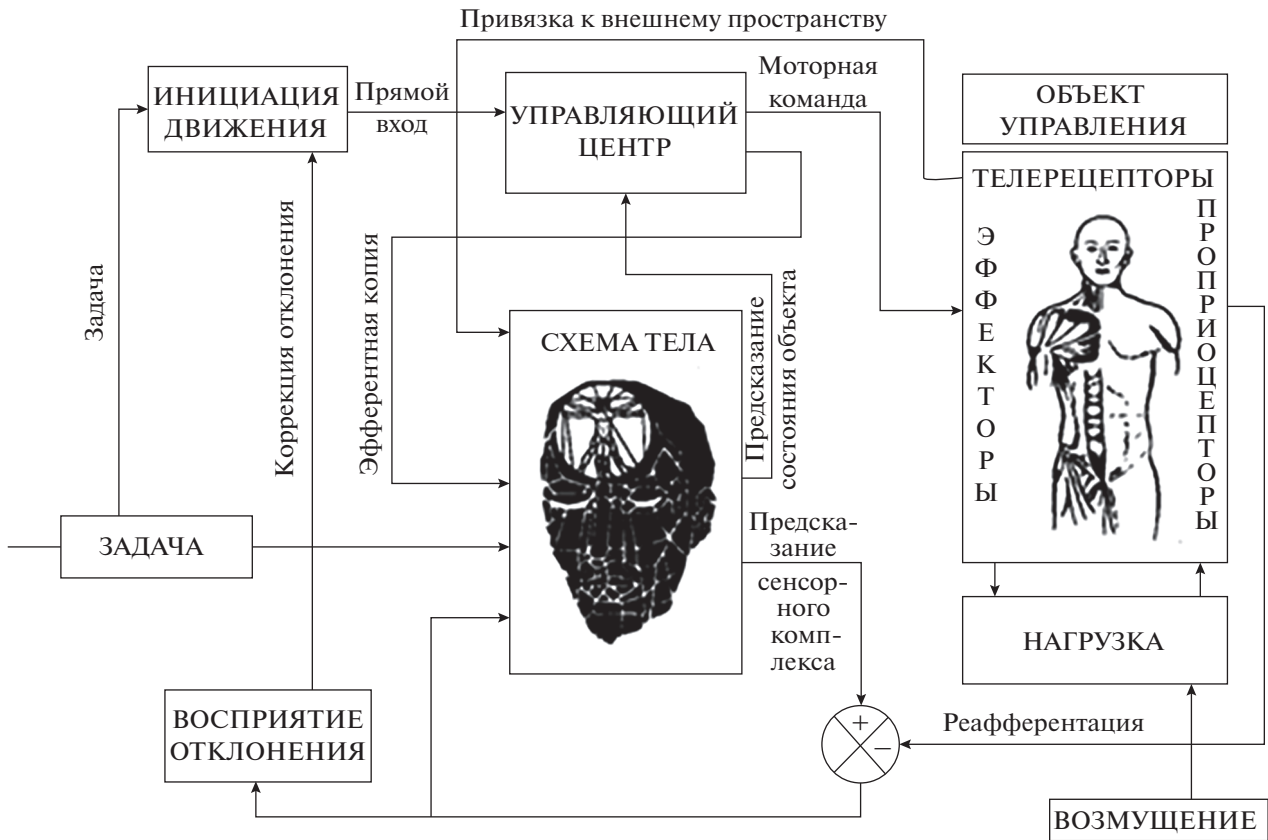 Привязка к внешнему пространству
ИНИЦИАЦИЯ
ДВИЖЕНИЯ
Прямой
вход
УПРАВЛЯЮЩИЙ
ЦЕНТР
Моторная
команда
ОБЪЕКТ
УПРАВЛЕНИЯ
ТЕЛЕРЕЦЕПТОРЫ
ЭФФЕКТОРЫ
ПРОПРИОЦЕПТОРЫ
Задача
Коррекция отклонения
Эфферентная копия
СХЕМА ТЕЛА
Предсказание
состояния объекта
ЗАДАЧА
Предска-
зание
сенсор-
ного
комп-
лекса
НАГРУЗКА
ВОСПРИЯТИЕ
ОТКЛОНЕНИЯ
+
−
Реафферентация
ВОЗМУЩЕНИЕ